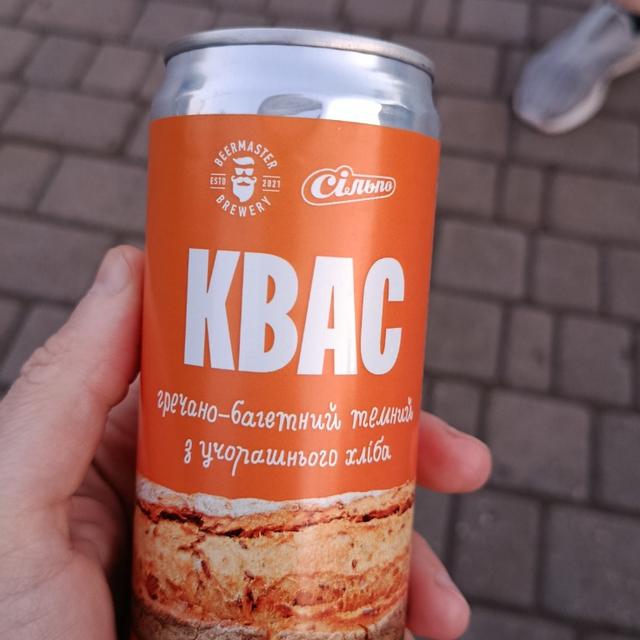 BEERMASTER
ESTD 2021
BREWERY
Сільпо
КВАС
гречано-багетний темний
з учорашнього хліба